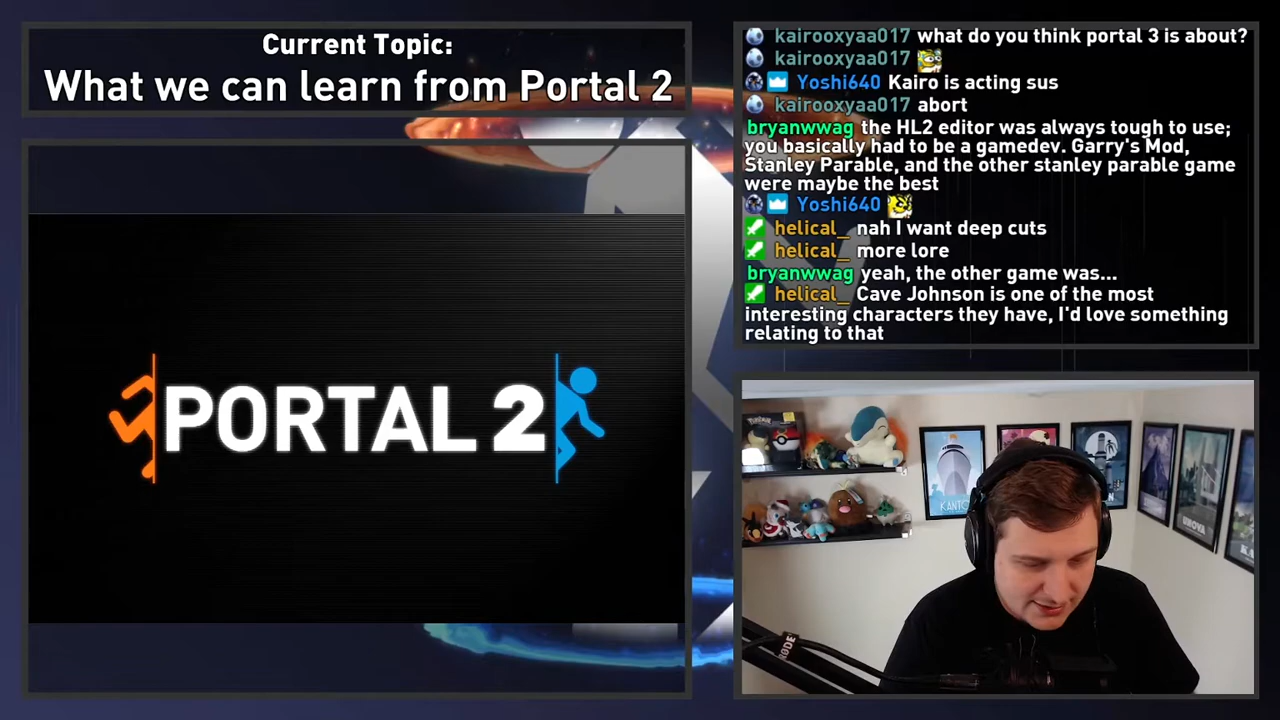 Current Topic:
What we can learn from Portal 2
PORTAL 2
kairooxyaa017 what do you think portal 3 is about?
kairooxyaa017
Yoshi640 Kairo is acting sus
kairooxyaa017 abort
bryanwwag the HL2 editor was always tough to use;
you basically had to be a gamedev. Garry's Mod,
Stanley Parable, and the other stanley parable game
were maybe the best
Yoshi640
helical_ nah I want deep cuts
helical_ more lore
bryanwwag yeah, the other game was...
helical_ Cave Johnson is one of the most
interesting characters they have, I'd love something
relating to that
KANTO
UNOVA
RØDE